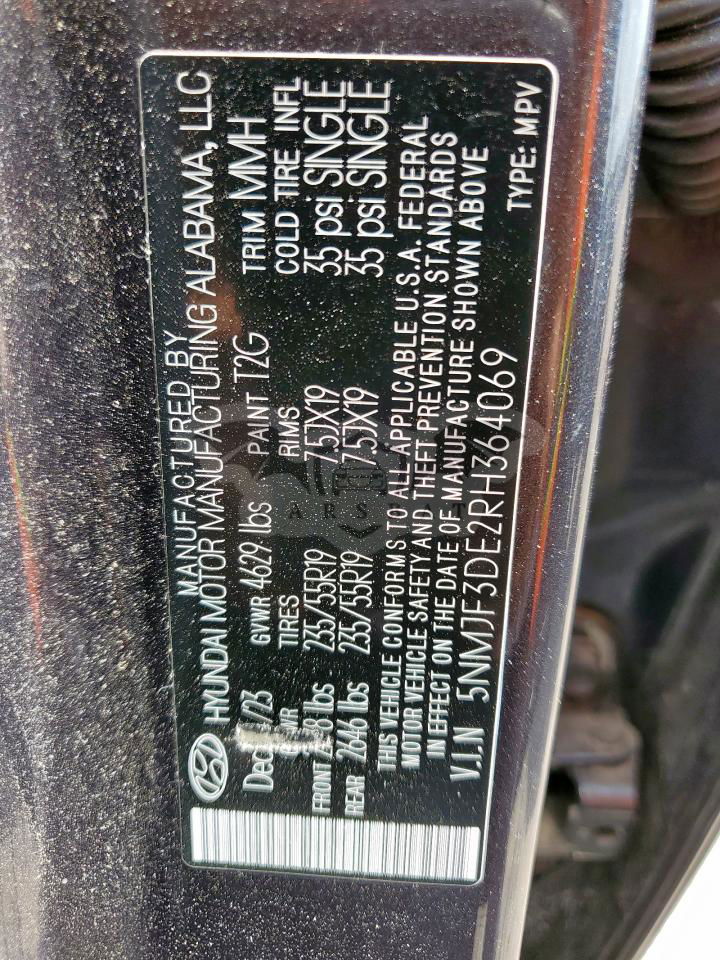 MANUFACTURED BY
HYUNDAI MOTOR MANUFACTURING ALABAMA, LLC
Dec /23 GVWR 4629 lbs PAINT T2G TRIM MMH
TIRES RIMS COLD TIRE INFL
FRONT lbs 235/55R19 7.5JX19 35 psi SINGLE
REAR 2646 lbs 235/55R19 7.5JX19 35 psi SINGLE
THIS VEHICLE CONFORMS TO ALL APPLICABLE U.S.A. FEDERAL
MOTOR VEHICLE SAFETY AND THEFT PREVENTION STANDARDS
IN EFFECT ON THE DATE OF MANUFACTURE SHOWN ABOVE
V.I.N 5NMJF3DE2RH364069 TYPE: MPV